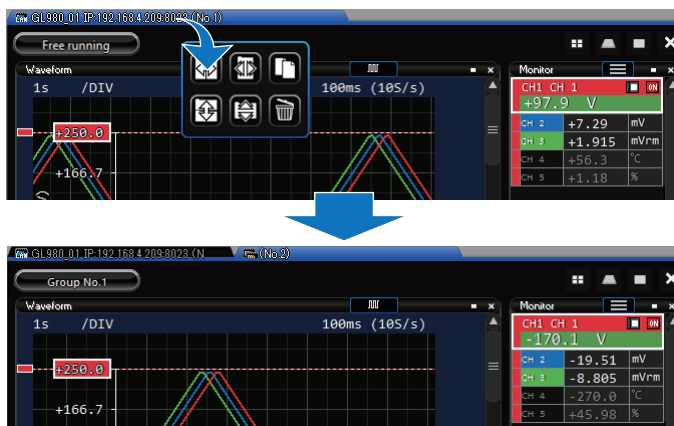 GL980_01 IP:192.168.4.209:8023 (No.1)
Free running
Waveform
Monitor
1s /DIV
100ms (10S/s)
CH1 CH 1 ON
+97.9 V
+250.0
CH 2 +7.29 mV
CH 3 +1.915 mVrm
+166.7
CH 4 +56.3 °C
CH 5 +1.18 %
GL980_01 IP:192.168.4.209:8023 (N
(No.2)
Group No.1
Waveform
Monitor
1s /DIV
100ms (10S/s)
CH1 CH 1 ON
-170.1 V
+250.0
CH 2 -19.51 mV
CH 3 -8.805 mVrm
CH 4 -270.0 °C
+166.7
CH 5 +45.98 %